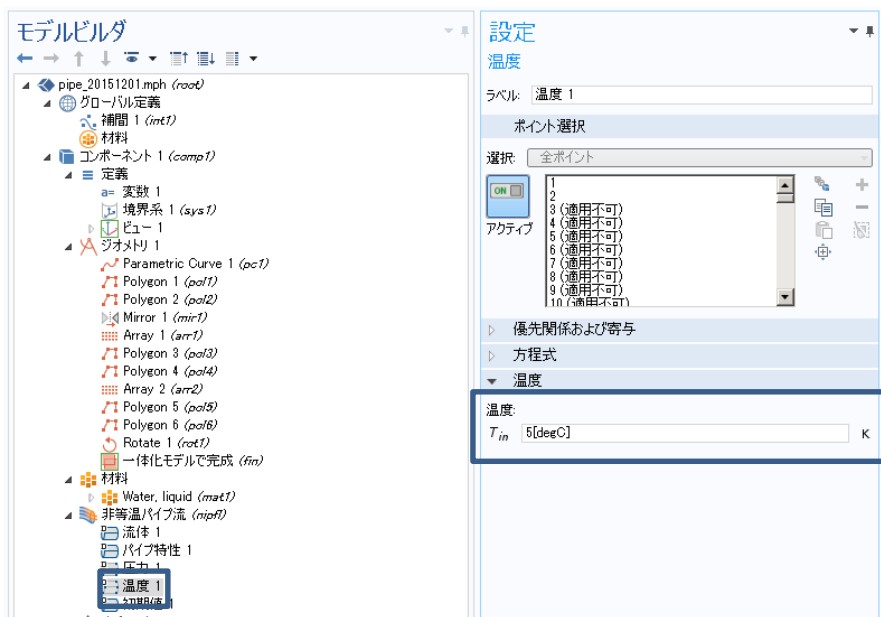 モデルビルダ
pipe_20151201.mph (root)
グローバル定義
補間 1 (int1)
材料
コンポーネント 1 (comp1)
定義
a= 変数 1
境界系 1 (sys1)
ビュー 1
ジオメトリ 1
Parametric Curve 1 (pc1)
Polygon 1 (pol1)
Polygon 2 (pol2)
Mirror 1 (mir1)
Array 1 (arr1)
Polygon 3 (pol3)
Polygon 4 (pol4)
Array 2 (arr2)
Polygon 5 (pol5)
Polygon 6 (pol6)
Rotate 1 (rot1)
一体化モデルで完成 (fin)
材料
Water, liquid (mat1)
非等温パイプ流 (nipfl)
流体 1
パイプ特性 1
圧力 1
温度 1
初期値 1
設定
温度
ラベル: 温度 1
ポイント選択
選択: 全ポイント
ON
アクティブ
1
2
3 (適用不可)
4 (適用不可)
5 (適用不可)
6 (適用不可)
7 (適用不可)
8 (適用不可)
9 (適用不可)
10 (適用不可)
優先関係および寄与
方程式
温度
温度:
T in 5[degC] K